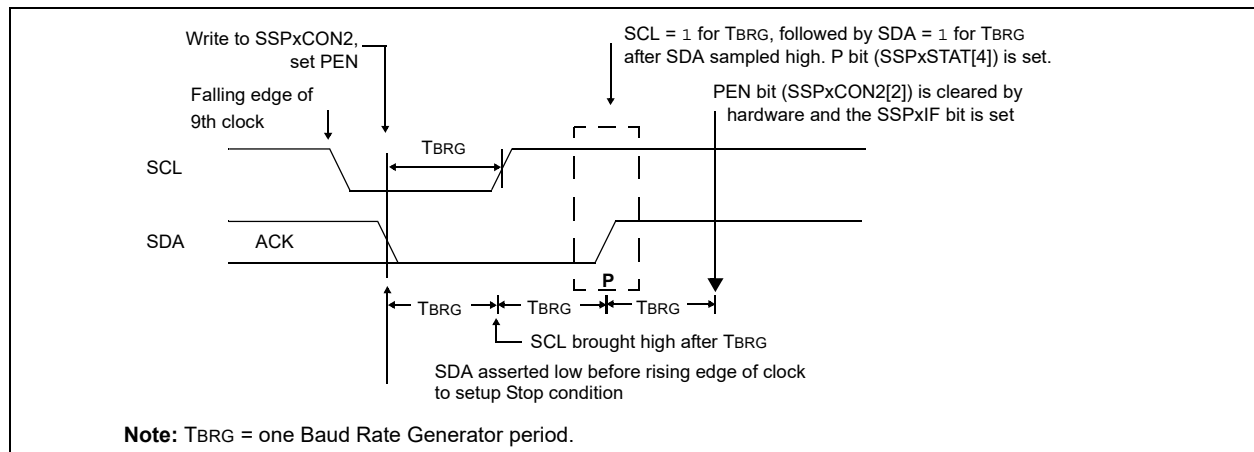 Write to SSPxCON2,
set PEN
SCL = 1 for TBRG, followed by SDA = 1 for TBRG
after SDA sampled high. P bit (SSPxSTAT[4]) is set.
Falling edge of
9th clock
PEN bit (SSPxCON2[2]) is cleared by
hardware and the SSPxIF bit is set
TBRG
SCL
SDA
ACK
P
TBRG
TBRG
TBRG
SCL brought high after TBRG
SDA asserted low before rising edge of clock
to setup Stop condition
Note: TBRG = one Baud Rate Generator period.